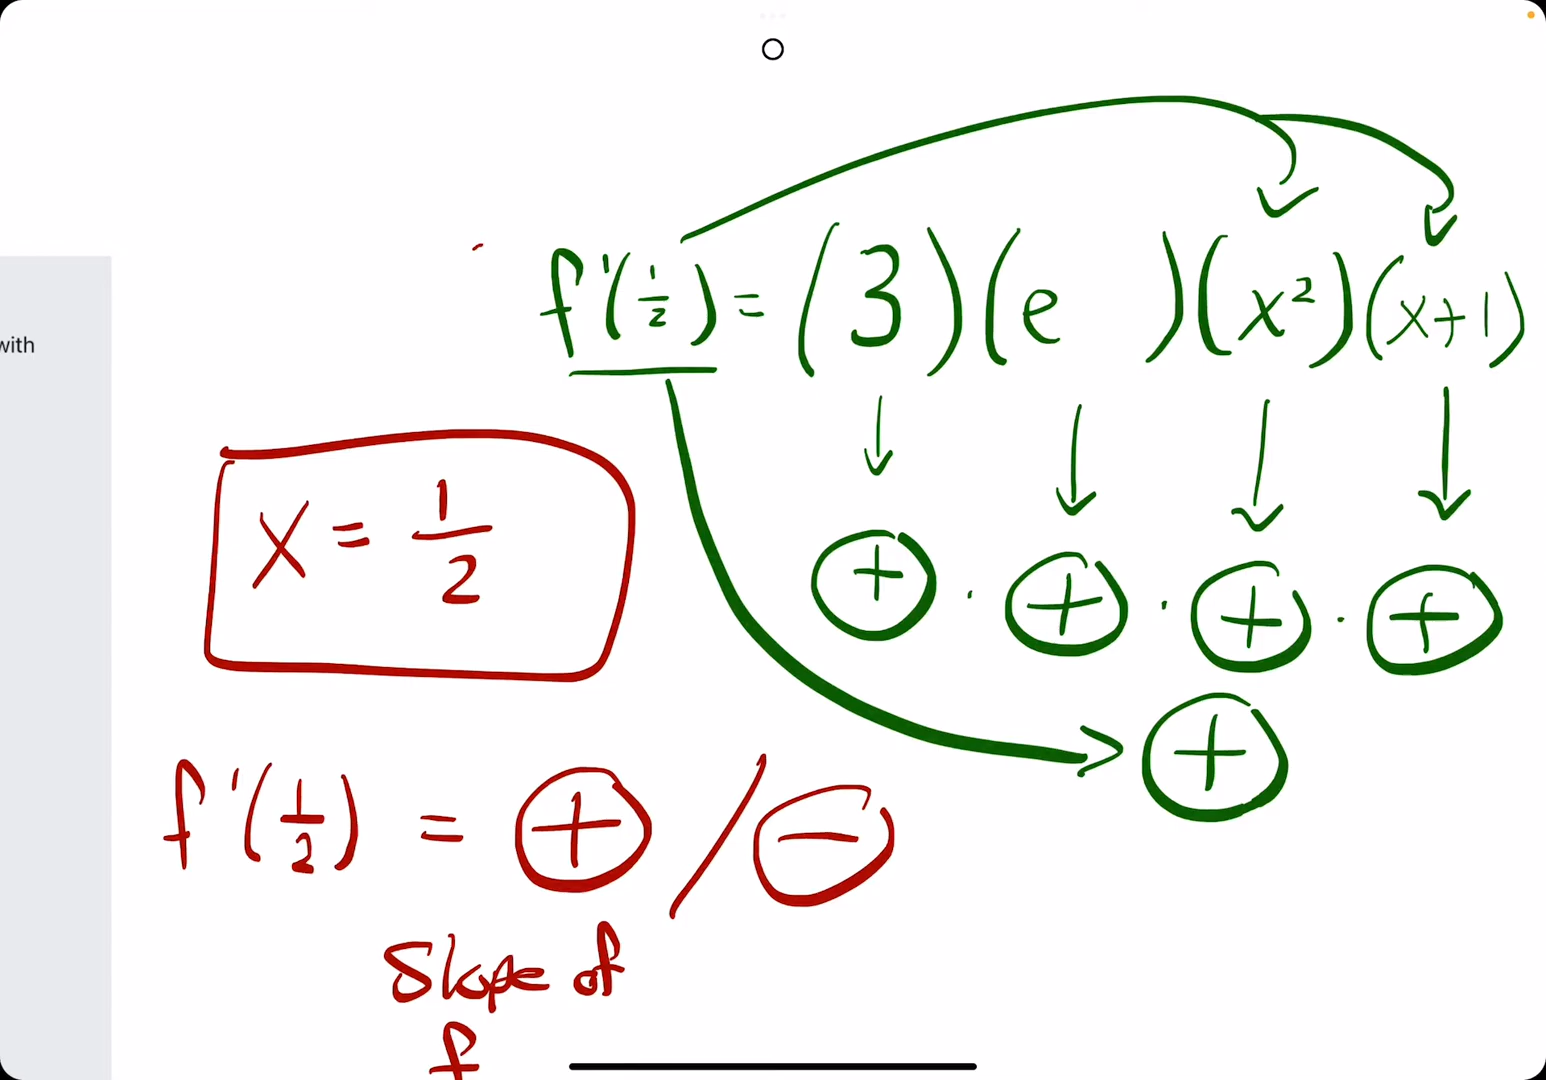 f'(1/2) = (3)(e )(x²)(x+1)
with
x = 1/2
+ · + · + · +
+
f'(1/2) = + / −
Slope of
f